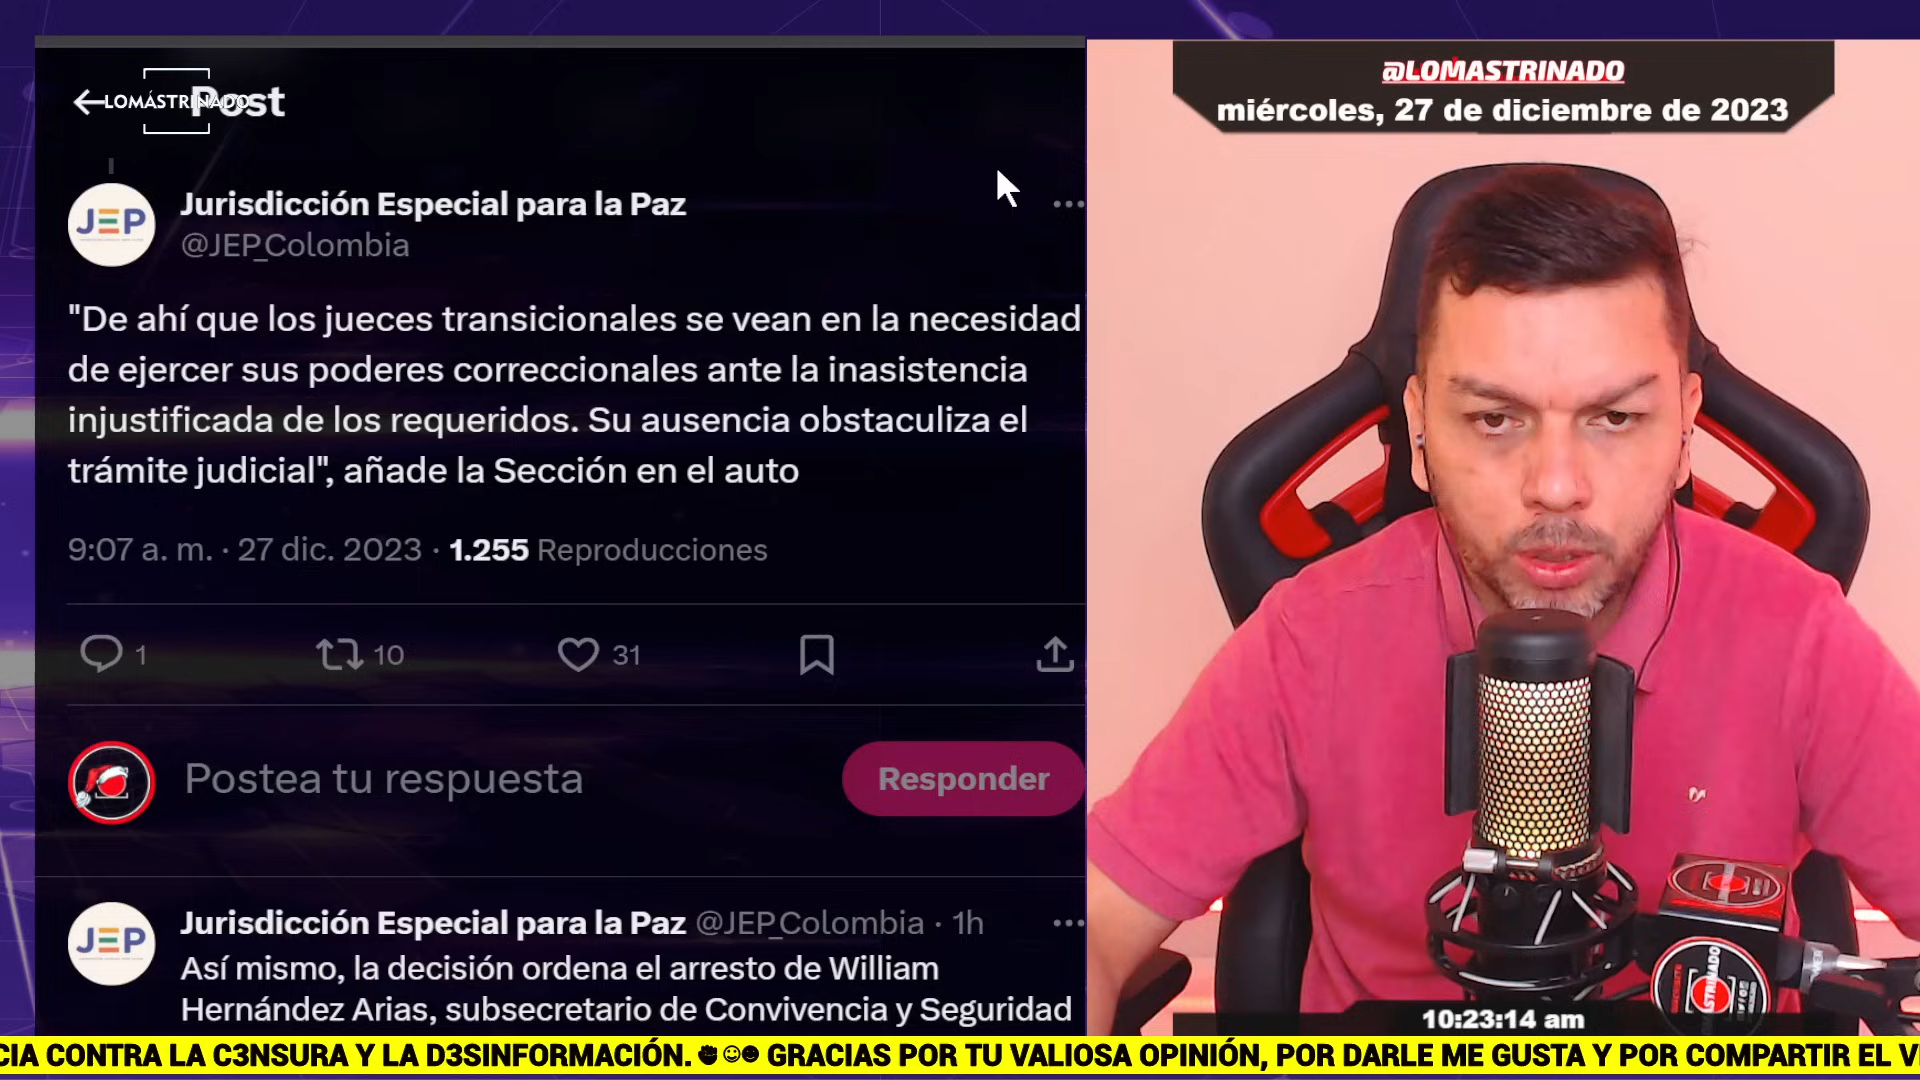 LOMÁSTRINADO
Post
Jurisdicción Especial para la Paz
@JEP_Colombia
"De ahí que los jueces transicionales se vean en la necesidad
de ejercer sus poderes correccionales ante la inasistencia
injustificada de los requeridos. Su ausencia obstaculiza el
trámite judicial", añade la Sección en el auto
9:07 a. m. · 27 dic. 2023 · 1.255 Reproducciones
1 10 31
Postea tu respuesta
Responder
Jurisdicción Especial para la Paz @JEP_Colombia · 1h
Así mismo, la decisión ordena el arresto de William
Hernández Arias, subsecretario de Convivencia y Seguridad
JEP
JEP
@LOMASTRINADO
miércoles, 27 de diciembre de 2023
10:23:14 am
CIA CONTRA LA C3NSURA Y LA D3SINFORMACIÓN. GRACIAS POR TU VALIOSA OPINIÓN, POR DARLE ME GUSTA Y POR COMPARTIR EL V